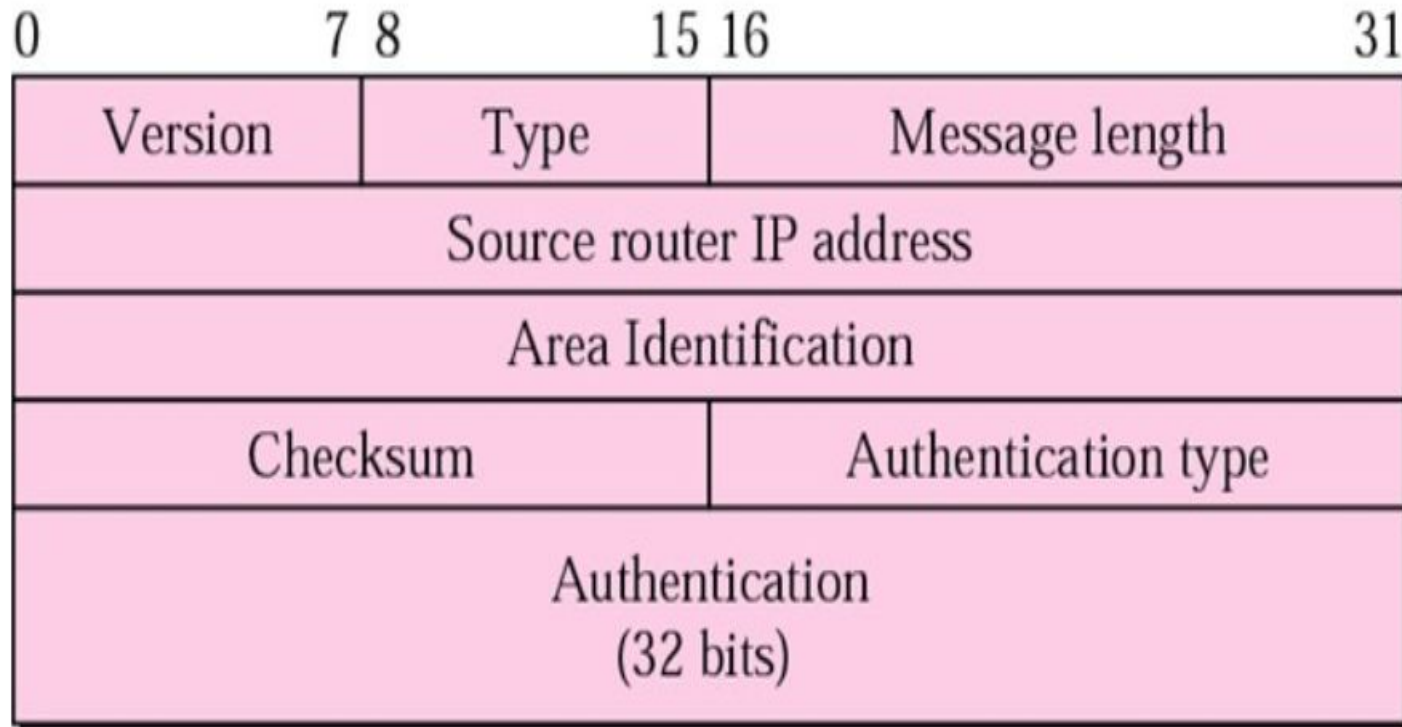 0 7 8 15 16 31
Version Type Message length
Source router IP address
Area Identification
Checksum Authentication type
Authentication
(32 bits)